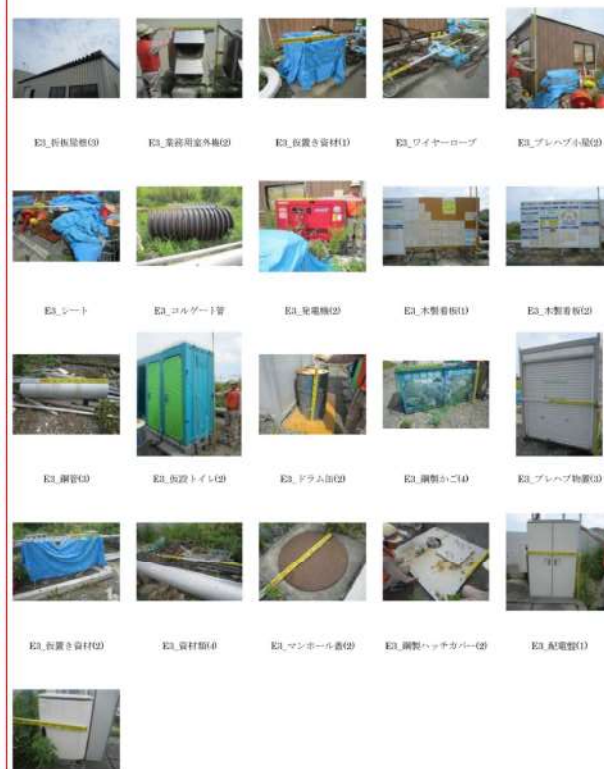 E3_折板屋根(3)
E3_業務用室外機(2)
E3_仮置き資材(1)
E3_ワイヤーロープ
E3_プレハブ小屋(2)
E3_シート
E3_コルゲート管
E3_発電機(2)
E3_木製看板(1)
E3_木製看板(2)
E3_鋼管(3)
E3_仮設トイレ(2)
E3_ドラム缶(2)
E3_鋼製かご(4)
E3_プレハブ物置(3)
E3_仮置き資材(2)
E3_資材類(4)
E3_マンホール蓋(2)
E3_鋼製ハッチカバー(2)
E3_配電盤(1)